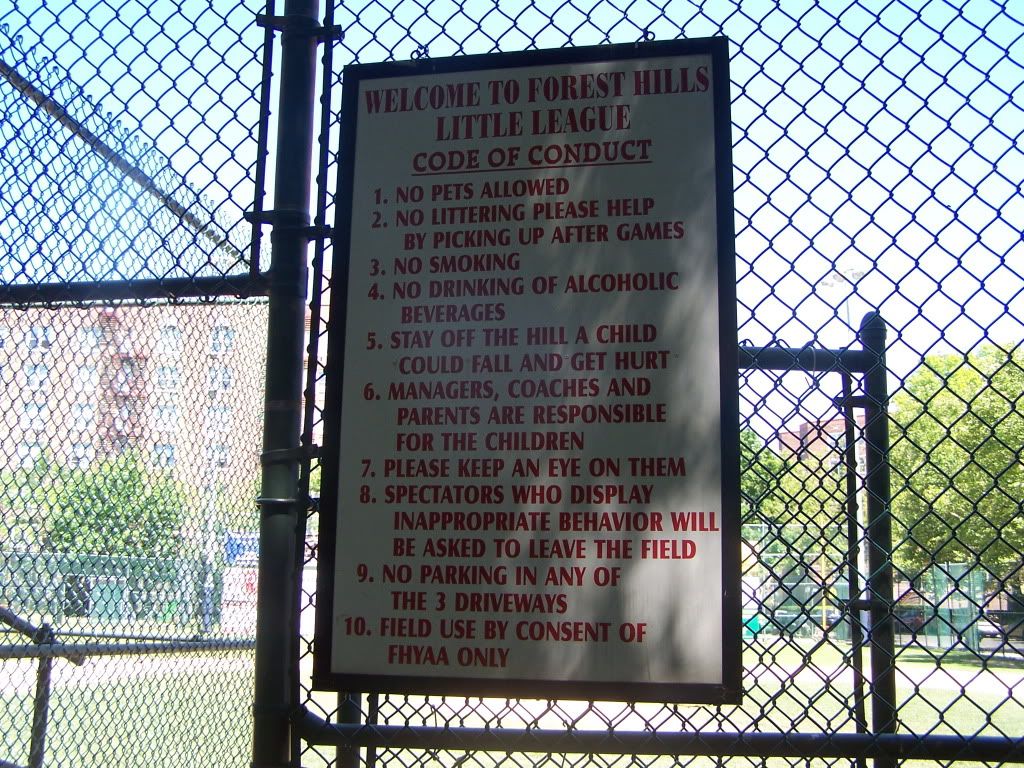 WELCOME TO FOREST HILLS
LITTLE LEAGUE
CODE OF CONDUCT
1. NO PETS ALLOWED
2. NO LITTERING PLEASE HELP
BY PICKING UP AFTER GAMES
3. NO SMOKING
4. NO DRINKING OF ALCOHOLIC
BEVERAGES
5. STAY OFF THE HILL A CHILD
COULD FALL AND GET HURT
6. MANAGERS, COACHES AND
PARENTS ARE RESPONSIBLE
FOR THE CHILDREN
7. PLEASE KEEP AN EYE ON THEM
8. SPECTATORS WHO DISPLAY
INAPPROPRIATE BEHAVIOR WILL
BE ASKED TO LEAVE THE FIELD
9. NO PARKING IN ANY OF
THE 3 DRIVEWAYS
10. FIELD USE BY CONSENT OF
FHYAA ONLY